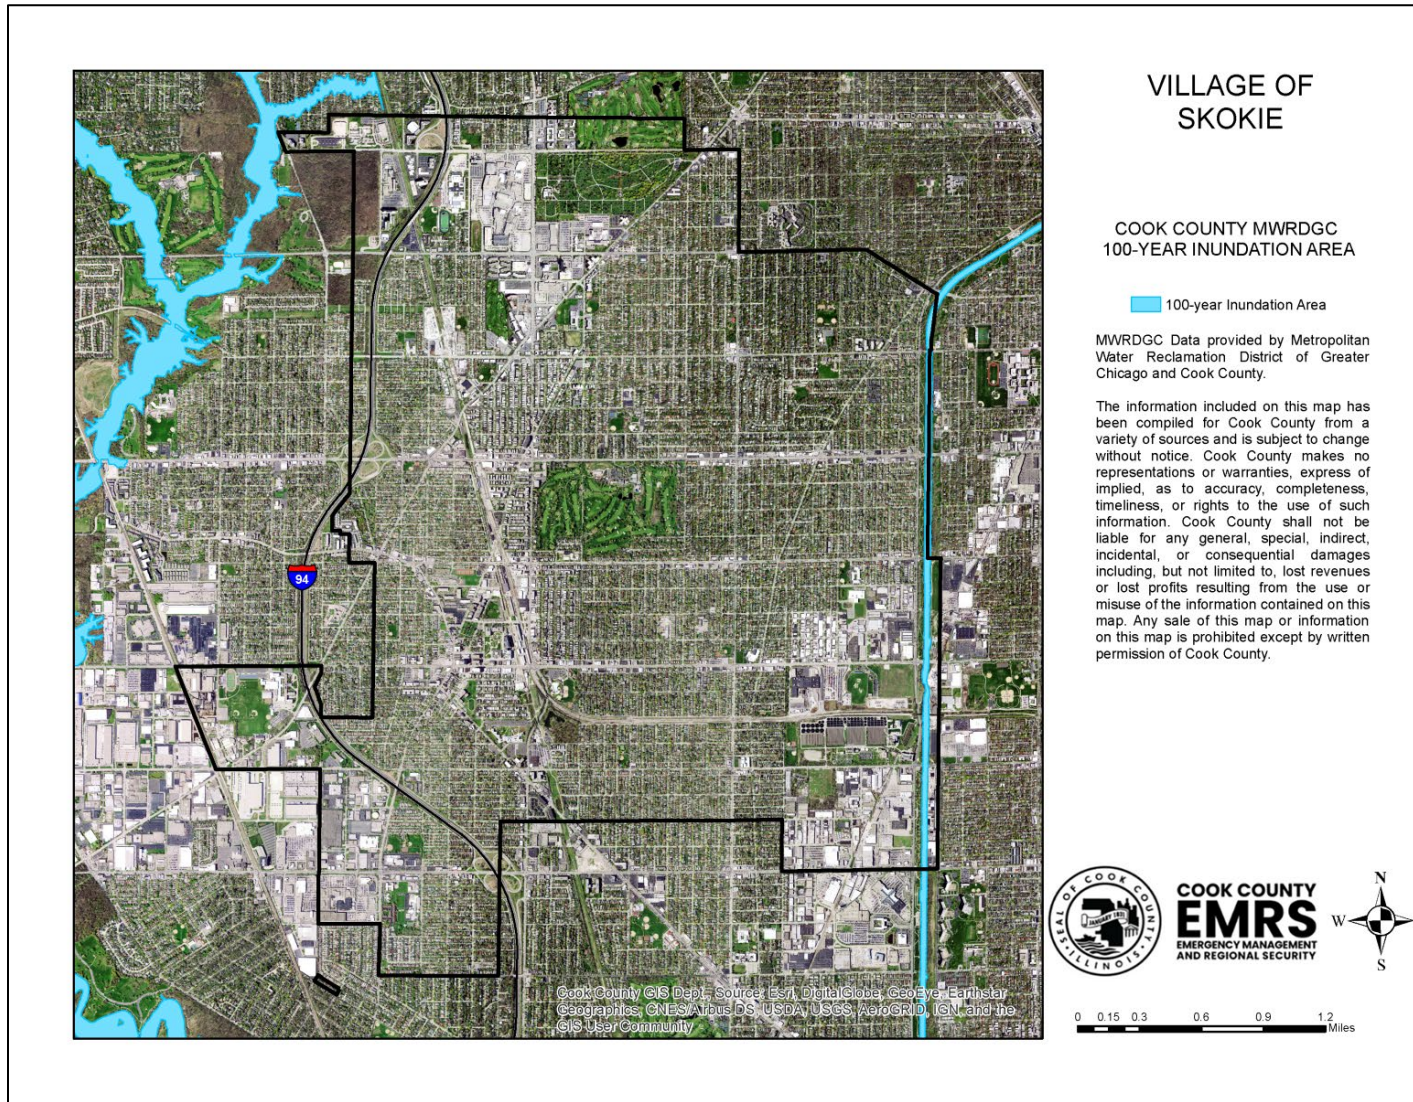 VILLAGE OF
SKOKIE
COOK COUNTY MWRDGC
100-YEAR INUNDATION AREA
100-year Inundation Area
MWRDGC Data provided by Metropolitan
Water Reclamation District of Greater
Chicago and Cook County.
The information included on this map has
been compiled for Cook County from a
variety of sources and is subject to change
without notice. Cook County makes no
representations or warranties, express of
implied, as to accuracy, completeness,
timeliness, or rights to the use of such
information. Cook County shall not be
liable for any general, special, indirect,
incidental, or consequential damages
including, but not limited to, lost revenues
or lost profits resulting from the use or
misuse of the information contained on this
map. Any sale of this map or information
on this map is prohibited except by written
permission of Cook County.
94
SEAL OF COOK COUNTY
JANUARY 1831
ILLINOIS
COOK COUNTY
EMRS
EMERGENCY MANAGEMENT
AND REGIONAL SECURITY
N
W
S
Cook County GIS Dept., Source: Esri, DigitalGlobe, GeoEye, Earthstar
Geographics, CNES/Airbus DS, USDA, USGS, AeroGRID, IGN, and the
GIS User Community
0 0.15 0.3 0.6 0.9 1.2
Miles